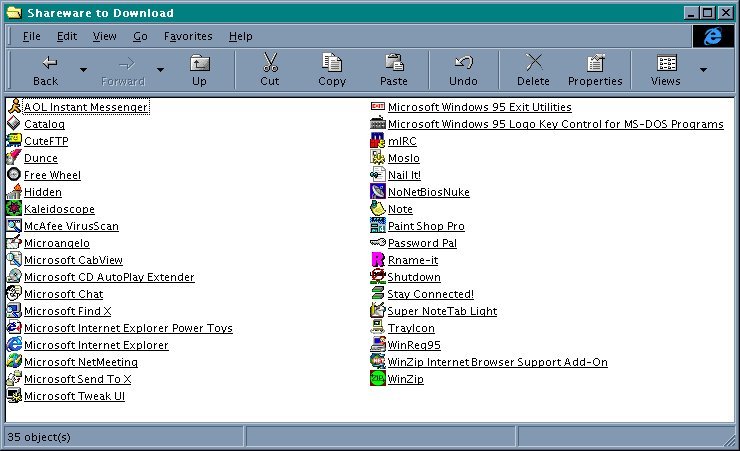 Shareware to Download
File Edit View Go Favorites Help
Back Forward Up Cut Copy Paste Undo Delete Properties Views
AOL Instant Messenger
Catalog
CuteFTP
Dunce
Free Wheel
Hidden
Kaleidoscope
McAfee VirusScan
Microangelo
Microsoft CabView
Microsoft CD AutoPlay Extender
Microsoft Chat
Microsoft Find X
Microsoft Internet Explorer Power Toys
Microsoft Internet Explorer
Microsoft NetMeeting
Microsoft Send To X
Microsoft Tweak UI
Microsoft Windows 95 Exit Utilities
Microsoft Windows 95 Logo Key Control for MS-DOS Programs
mIRC
Moslo
Nail It!
NoNetBiosNuke
Note
Paint Shop Pro
Password Pal
Rname-it
Shutdown
Stay Connected!
Super NoteTab Light
TrayIcon
WinReq95
WinZip Internet Browser Support Add-On
WinZip
35 object(s)